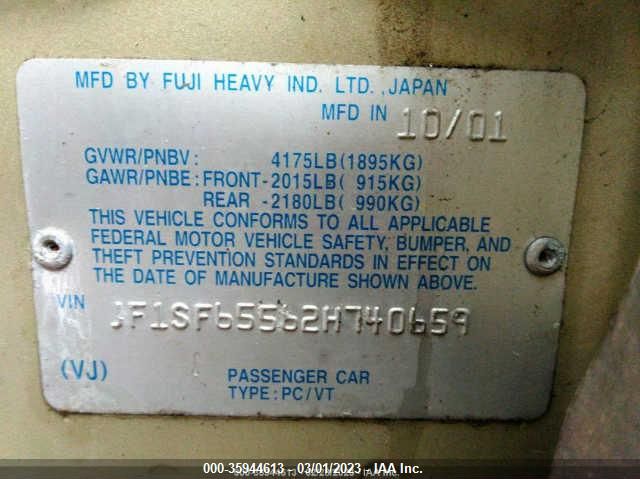 MFD BY FUJI HEAVY IND. LTD. ,JAPAN
MFD IN 10/01
GVWR/PNBV: 4175LB(1895KG)
GAWR/PNBE: FRONT-2015LB( 915KG)
REAR -2180LB( 990KG)
THIS VEHICLE CONFORMS TO ALL APPLICABLE
FEDERAL MOTOR VEHICLE SAFETY, BUMPER, AND
THEFT PREVENTION STANDARDS IN EFFECT ON
THE DATE OF MANUFACTURE SHOWN ABOVE.
VIN JF1SF65562H740659
(VJ) PASSENGER CAR
TYPE:PC/VT
000-35944613 - 03/01/2023 - IAA Inc.